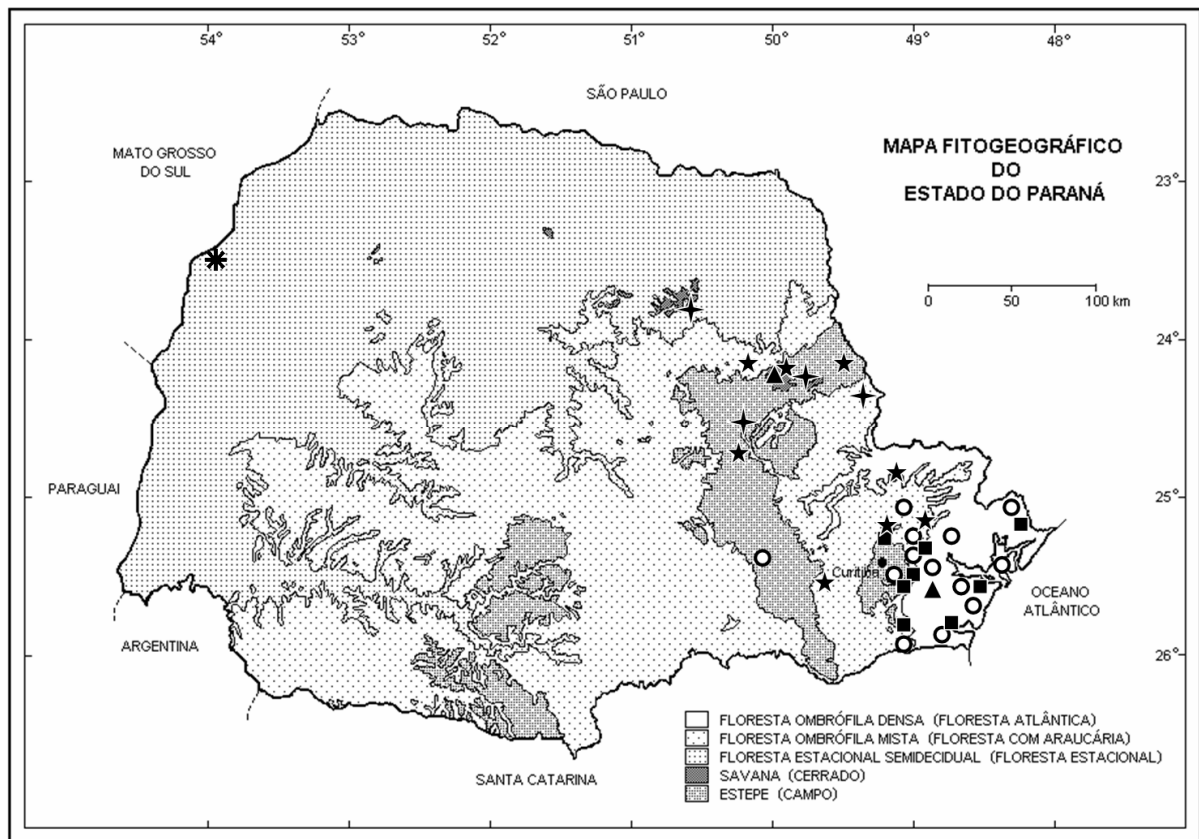 54° 53° 52° 51° 50° 49° 48°
SÃO PAULO
MATO GROSSO
DO SUL
MAPA FITOGEOGRÁFICO
DO
ESTADO DO PARANÁ
23°
0 50 100 km
24°
PARAGUAI
25°
Curitiba
OCEANO
ATLÂNTICO
ARGENTINA
26°
SANTA CATARINA
FLORESTA OMBRÓFILA DENSA (FLORESTA ATLÂNTICA)
FLORESTA OMBRÓFILA MISTA (FLORESTA COM ARAUCÁRIA)
FLORESTA ESTACIONAL SEMIDECIDUAL (FLORESTA ESTACIONAL)
SAVANA (CERRADO)
ESTEPE (CAMPO)